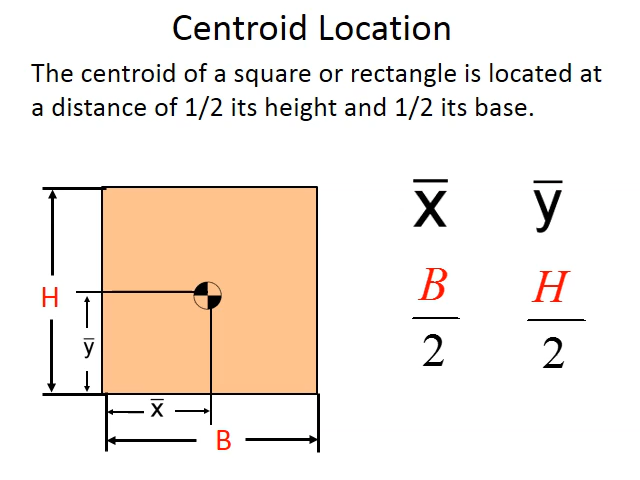 Centroid Location
The centroid of a square or rectangle is located at
a distance of 1/2 its height and 1/2 its base.
x̅ y̅
B/2 H/2
H
y̅
x̅
B